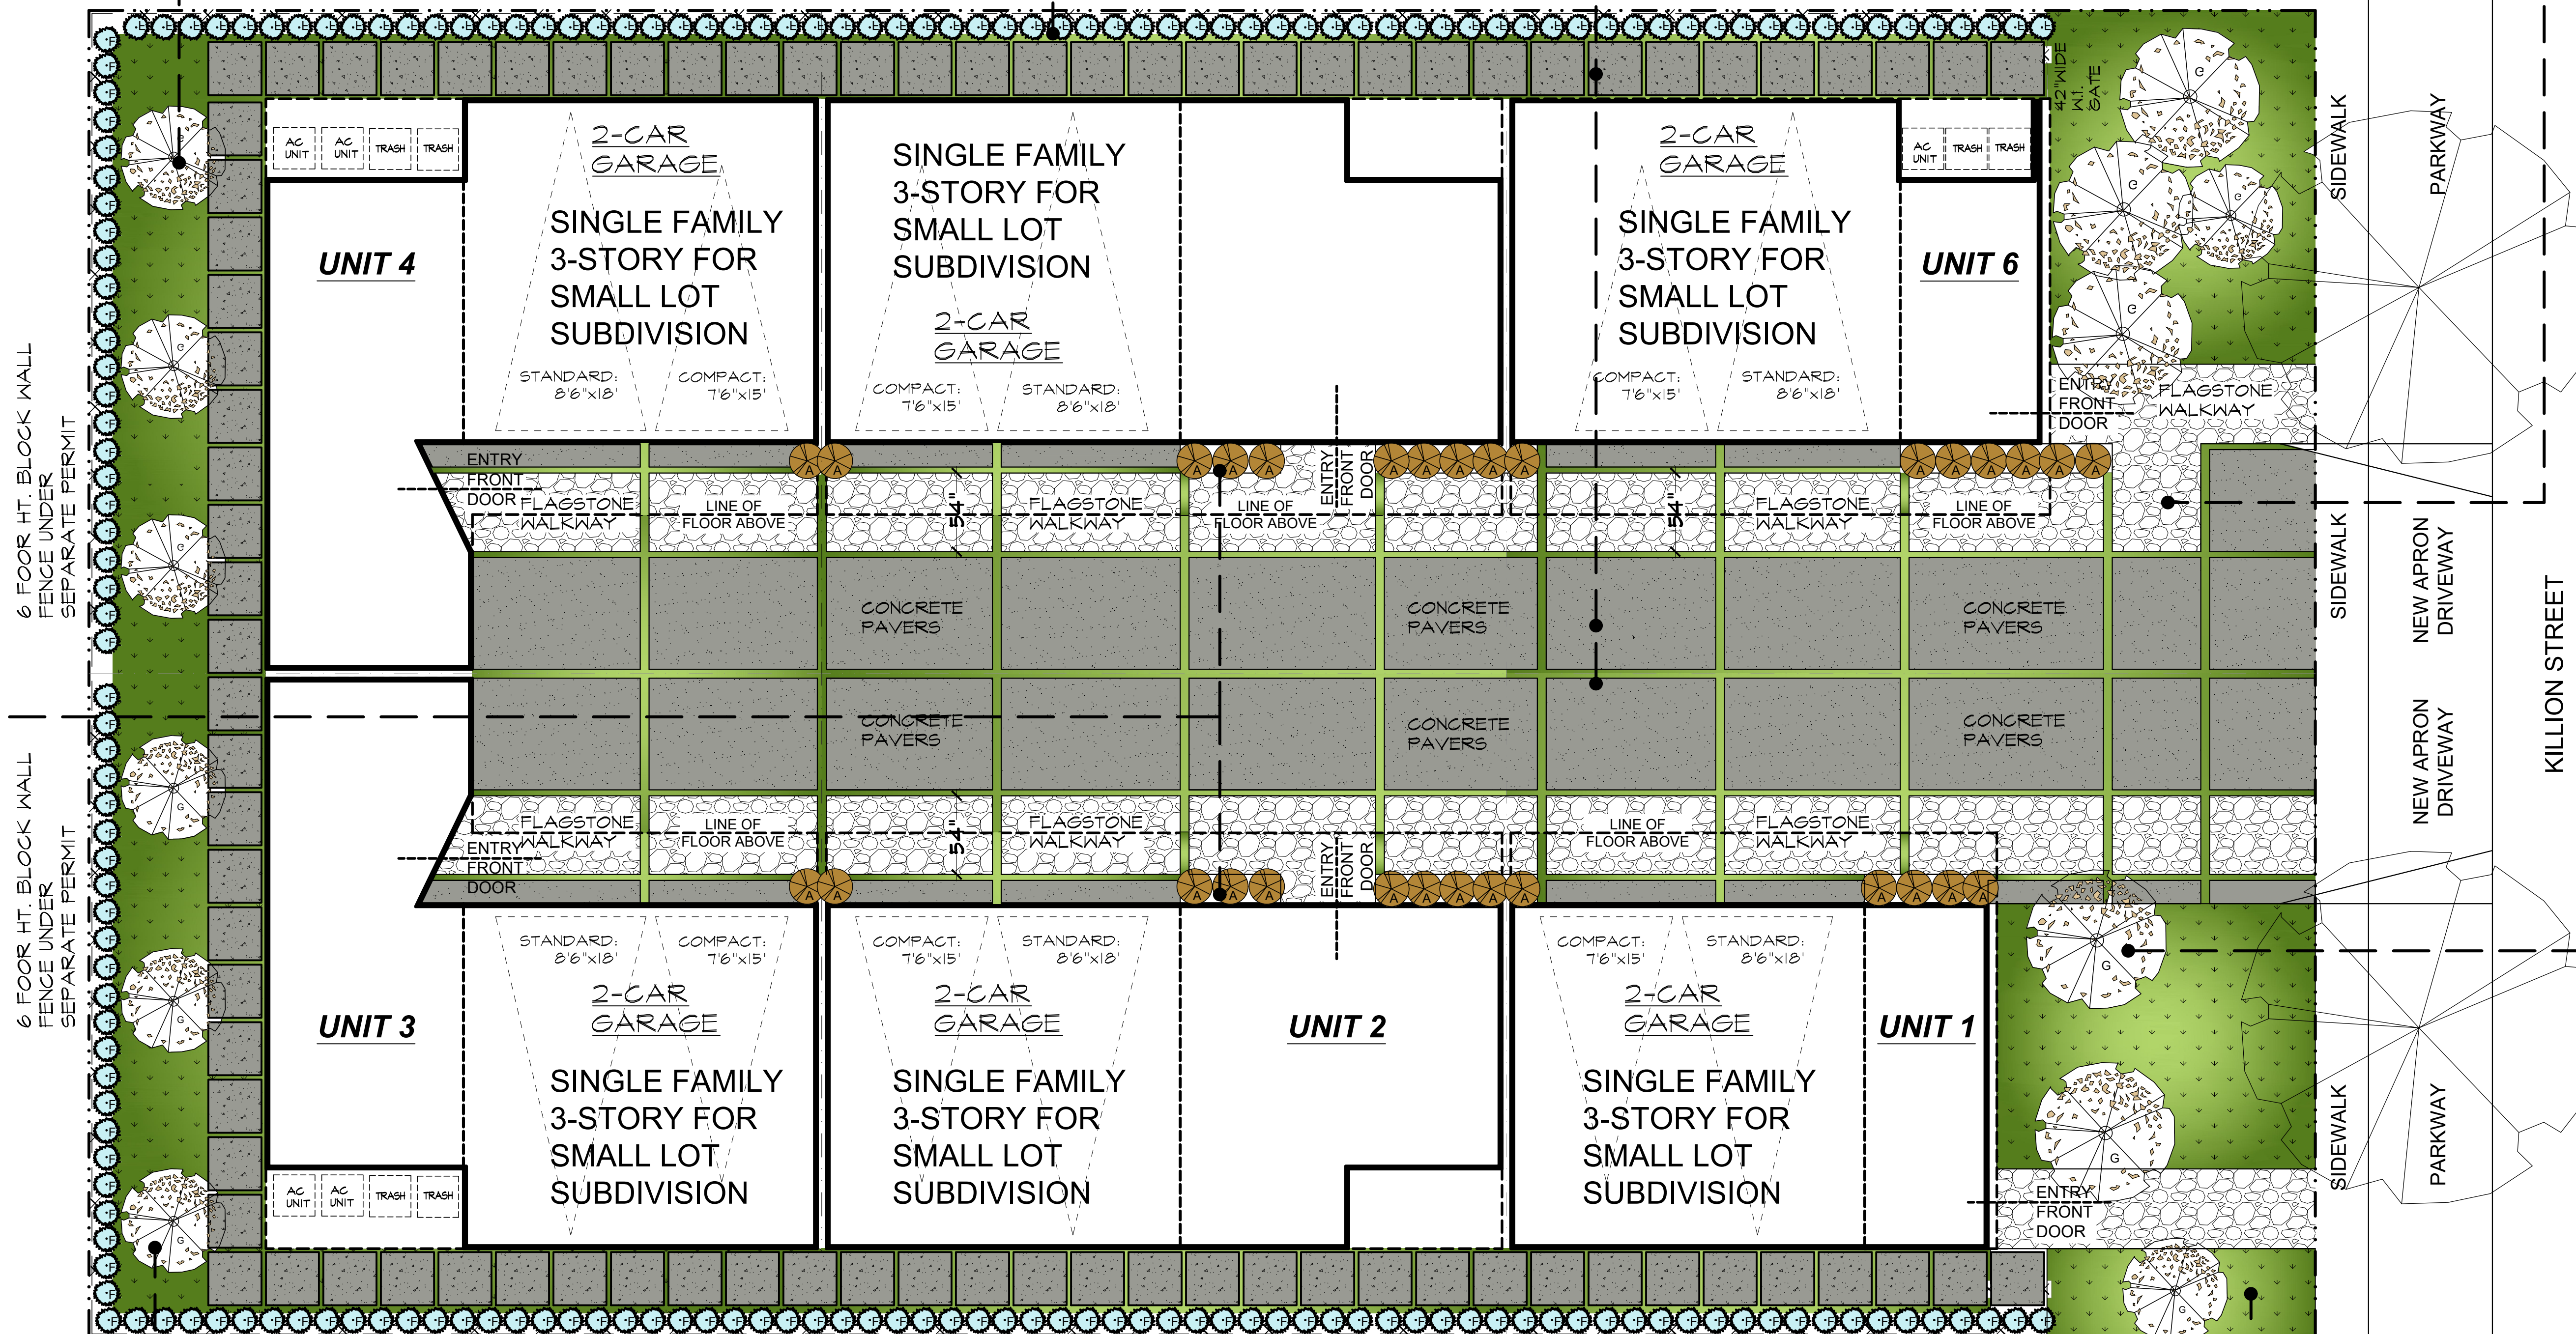 42"WIDE
W.I.
GATE
SIDEWALK
PARKWAY
AC
UNIT
AC
UNIT
TRASH
TRASH
2-CAR
GARAGE
SINGLE FAMILY
3-STORY FOR
SMALL LOT
SUBDIVISION
UNIT 4
STANDARD:
8'6"x18'
COMPACT:
7'6"x15'
SINGLE FAMILY
3-STORY FOR
SMALL LOT
SUBDIVISION
2-CAR
GARAGE
COMPACT:
7'6"x15'
STANDARD:
8'6"x18'
2-CAR
GARAGE
SINGLE FAMILY
3-STORY FOR
SMALL LOT
SUBDIVISION
COMPACT:
7'6"x15'
STANDARD:
8'6"x18'
AC
UNIT
TRASH
TRASH
UNIT 6
ENTRY
FRONT
DOOR
FLAGSTONE
WALKWAY
6 FOOR HT. BLOCK WALL
FENCE UNDER
SEPARATE PERMIT
ENTRY
FRONT
DOOR
FLAGSTONE
WALKWAY
LINE OF
FLOOR ABOVE
54"
FLAGSTONE
WALKWAY
LINE OF
FLOOR ABOVE
ENTRY
FRONT
DOOR
54"
FLAGSTONE
WALKWAY
LINE OF
FLOOR ABOVE
CONCRETE
PAVERS
CONCRETE
PAVERS
CONCRETE
PAVERS
SIDEWALK
NEW APRON
DRIVEWAY
KILLION STREET
CONCRETE
PAVERS
CONCRETE
PAVERS
CONCRETE
PAVERS
NEW APRON
DRIVEWAY
6 FOOR HT. BLOCK WALL
FENCE UNDER
SEPARATE PERMIT
ENTRY
FRONT
DOOR
FLAGSTONE
WALKWAY
LINE OF
FLOOR ABOVE
54"
FLAGSTONE
WALKWAY
ENTRY
FRONT
DOOR
LINE OF
FLOOR ABOVE
FLAGSTONE
WALKWAY
UNIT 3
STANDARD:
8'6"x18'
COMPACT:
7'6"x15'
2-CAR
GARAGE
SINGLE FAMILY
3-STORY FOR
SMALL LOT
SUBDIVISION
AC
UNIT
AC
UNIT
TRASH
TRASH
COMPACT:
7'6"x15'
STANDARD:
8'6"x18'
2-CAR
GARAGE
SINGLE FAMILY
3-STORY FOR
SMALL LOT
SUBDIVISION
UNIT 2
COMPACT:
7'6"x15'
STANDARD:
8'6"x18'
2-CAR
GARAGE
SINGLE FAMILY
3-STORY FOR
SMALL LOT
SUBDIVISION
UNIT 1
ENTRY
FRONT
DOOR
SIDEWALK
PARKWAY